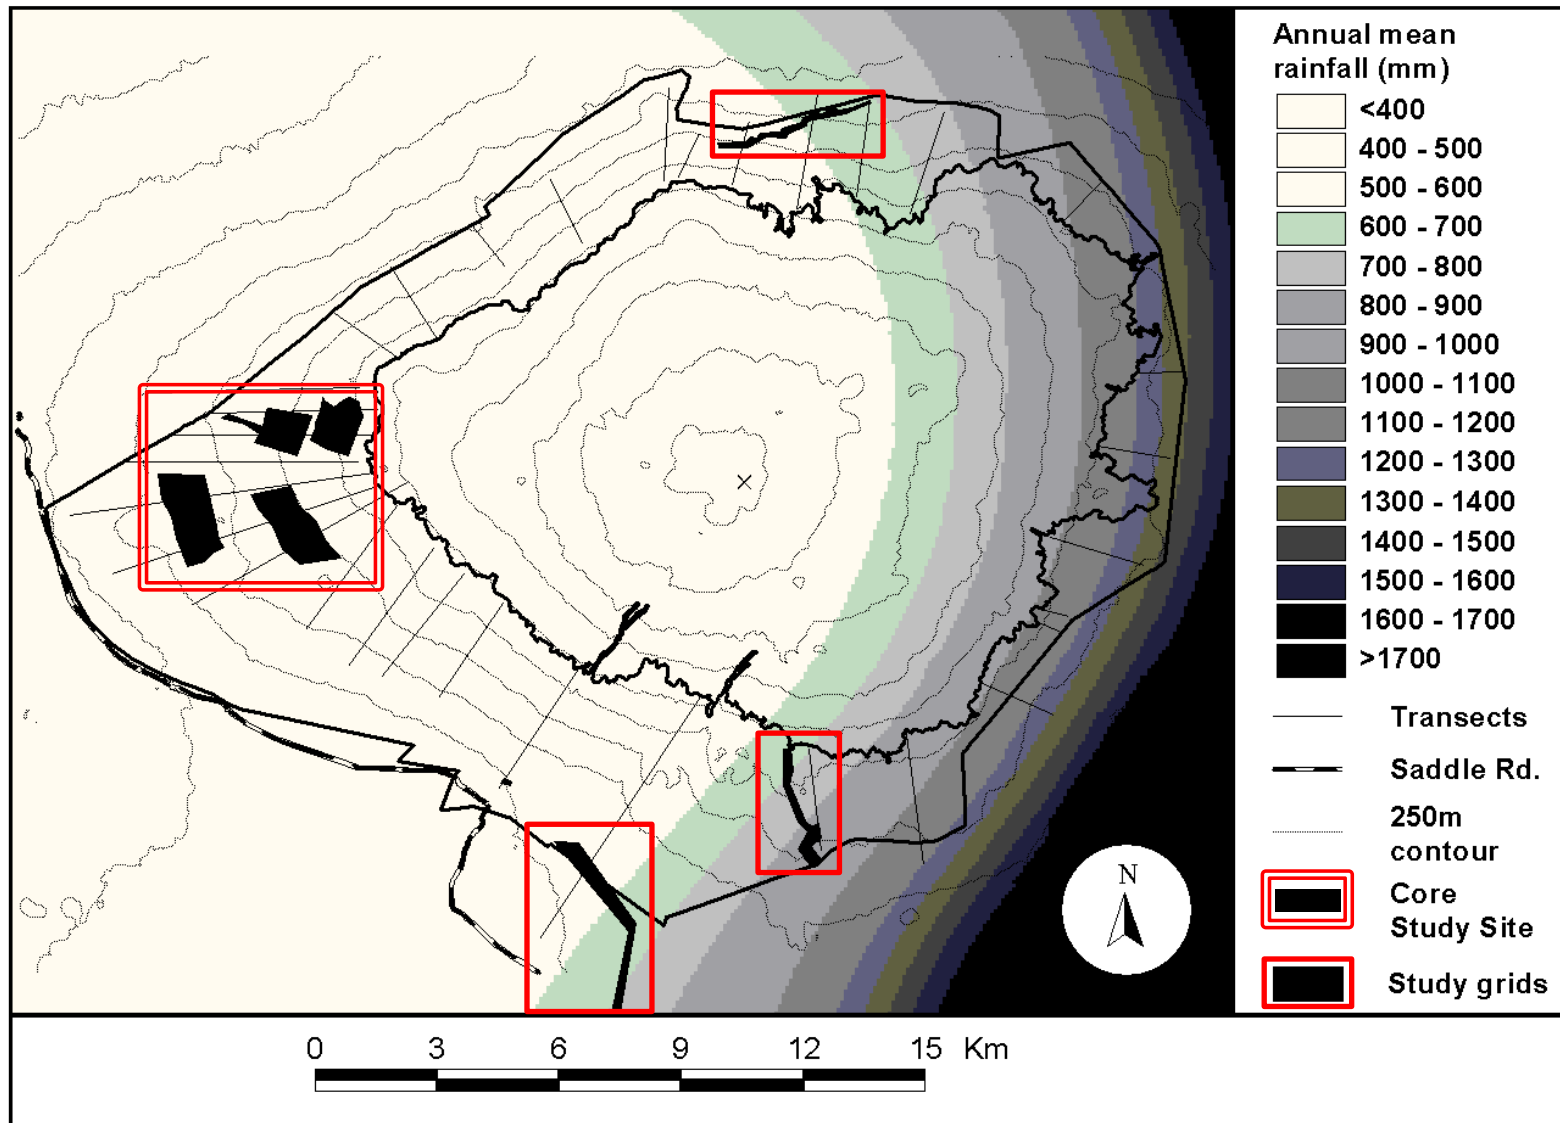 Annual mean
rainfall (mm)
<400
400 - 500
500 - 600
600 - 700
700 - 800
800 - 900
900 - 1000
1000 - 1100
1100 - 1200
1200 - 1300
1300 - 1400
1400 - 1500
1500 - 1600
1600 - 1700
>1700
Transects
Saddle Rd.
250m
contour
Core
Study Site
Study grids
N
0 3 6 9 12 15 Km